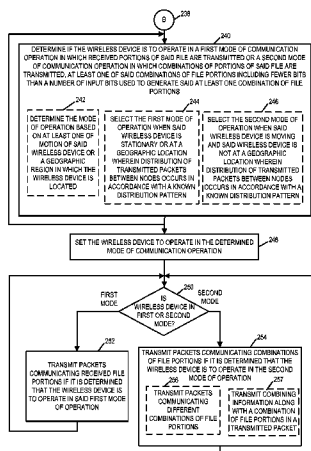 B
238
240
DETERMINE IF THE WIRELESS DEVICE IS TO OPERATE IN A FIRST MODE OF COMMUNICATION
OPERATION IN WHICH RECEIVED PORTIONS OF SAID FILE ARE TRANSMITTED OR A SECOND MODE
OF COMMUNICATION OPERATION IN WHICH COMBINATIONS OF PORTIONS OF SAID FILE ARE
TRANSMITTED, AT LEAST ONE OF SAID COMBINATIONS OF FILE PORTIONS INCLUDING FEWER BITS
THAN A NUMBER OF INPUT BITS USED TO GENERATE SAID AT LEAST ONE COMBINATION OF FILE
PORTIONS
242
DETERMINE THE MODE
OF OPERATION BASED
ON AT LEAST ONE OF
MOTION OF SAID
WIRELESS DEVICE OR
A GEOGRAPHIC
REGION IN WHICH THE
WIRELESS DEVICE IS
LOCATED
244
SELECT THE FIRST MODE OF
OPERATION WHEN SAID
WIRELESS DEVICE IS
STATIONARY OR AT A
GEOGRAPHIC LOCATION
WHEREIN DISTRIBUTION OF
TRANSMITTED PACKETS
BETWEEN NODES OCCURS IN
ACCORDANCE WITH A KNOWN
DISTRIBUTION PATTERN
246
SELECT THE SECOND MODE OF
OPERATION WHEN SAID
WIRELESS DEVICE IS MOVING
AND SAID WIRELESS DEVICE IS
NOT AT A GEOGRAPHIC
LOCATION WHEREIN
DISTRIBUTION OF TRANSMITTED
PACKETS BETWEEN NODES
OCCURS IN ACCORDANCE WITH A
KNOWN DISTRIBUTION PATTERN
248
SET THE WIRELESS DEVICE TO OPERATE IN THE DETERMINED
MODE OF COMMUNICATION OPERATION
250
FIRST
MODE
IS
WIRELESS DEVICE IN
FIRST OR SECOND
MODE?
SECOND
MODE
252
TRANSMIT PACKETS
COMMUNICATING RECEIVED FILE
PORTIONS IF IT IS DETERMINED
THAT THE WIRELESS DEVICE IS
TO OPERATE IN SAID FIRST MODE
OF OPERATION
254
TRANSMIT PACKETS COMMUNICATING COMBINATIONS
OF FILE PORTIONS IF IT IS DETERMINED THAT THE
WIRELESS DEVICE IS TO OPERATE IN THE SECOND
MODE OF OPERATION
256
TRANSMIT PACKETS
COMMUNICATING
DIFFERENT
COMBINATIONS OF FILE
PORTIONS
257
TRANSMIT COMBINING
INFORMATION ALONG
WITH A COMBINATION
OF FILE PORTIONS IN A
TRANSMITTED PACKET